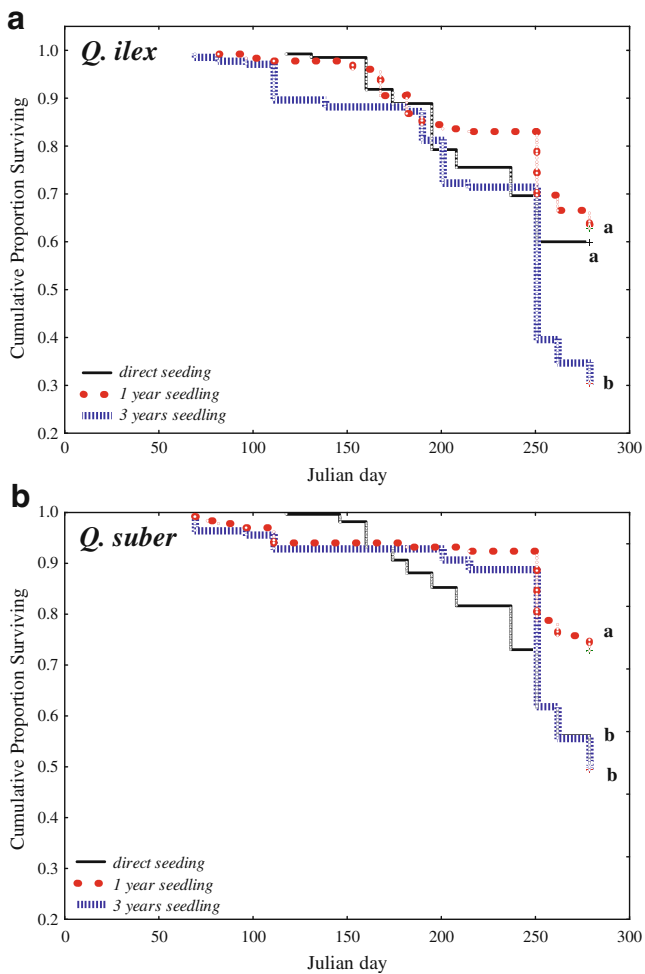 a
Q. ilex
1.0
0.9
0.8
0.7
0.6
0.5
0.4
0.3
0.2
Cumulative Proportion Surviving
a
a
b
direct seeding
1 year seedling
3 years seedling
0 50 100 150 200 250 300
Julian day
b
Q. suber
1.0
0.9
0.8
0.7
0.6
0.5
0.4
0.3
0.2
Cumulative Proportion Surviving
a
b
b
direct seeding
1 year seedling
3 years seedling
0 50 100 150 200 250 300
Julian day